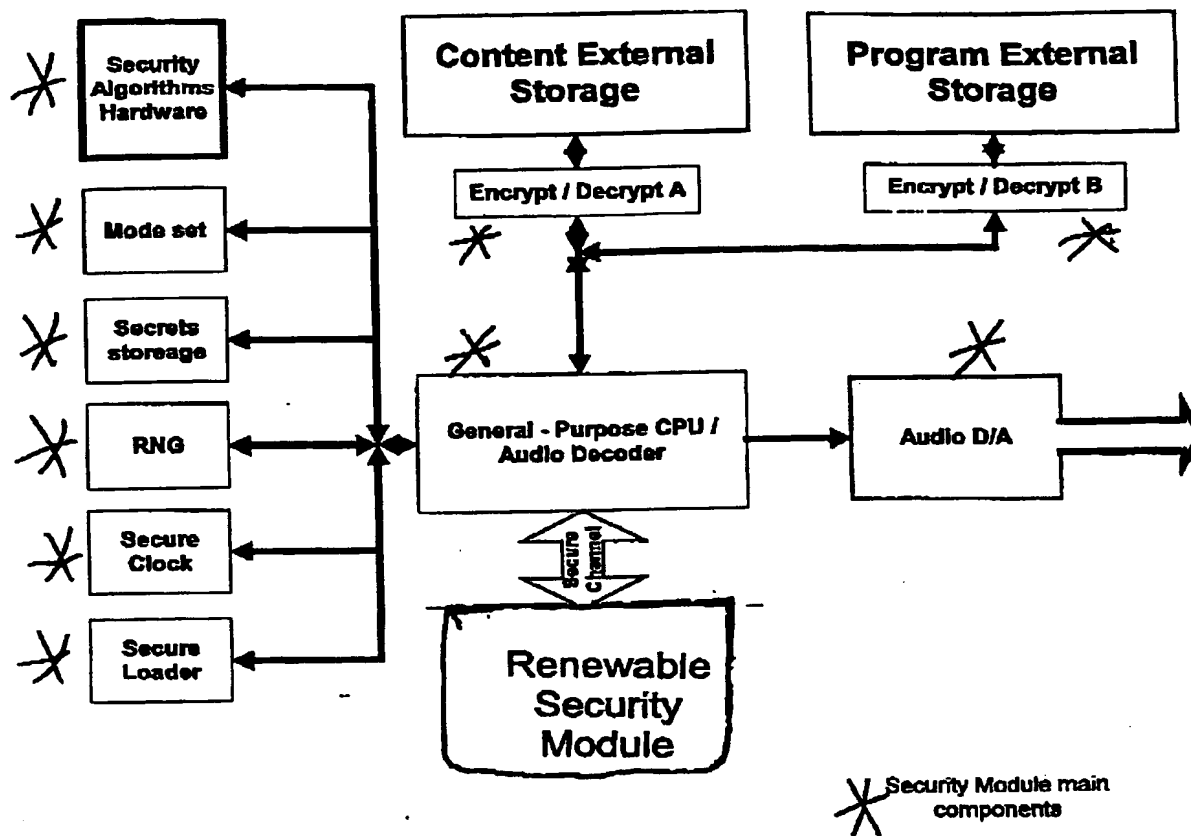 Security
Algorithms
Hardware
Content External
Storage
Program External
Storage
Encrypt / Decrypt A
Encrypt / Decrypt B
Mode set
Secrets
storeage
RNG
General - Purpose CPU /
Audio Decoder
Audio D/A
Secure
Clock
Secure
Channel
Secure
Loader
Renewable
Security
Module
Security Module main
components